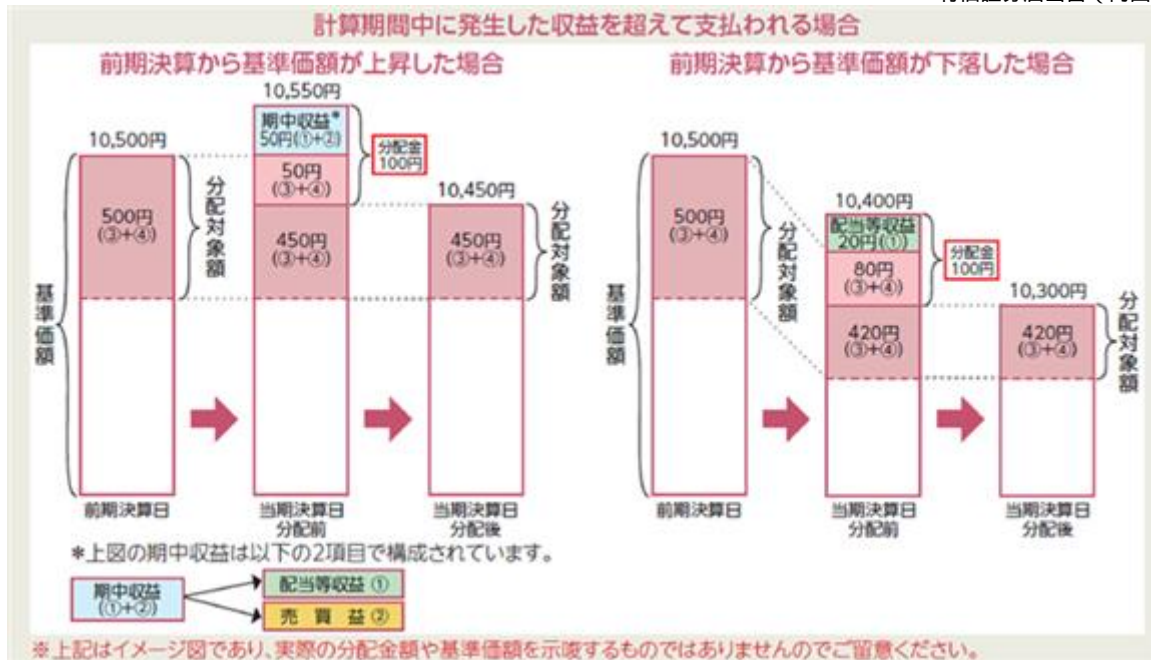 計算期間中に発生した収益を超えて支払われる場合
前期決算から基準価額が上昇した場合
10,550円
10,500円
期中収益*
50円(①+②)
分配金
100円
50円
(③+④)
10,450円
500円
(③+④)
分配対象額
450円
(③+④)
450円
(③+④)
分配対象額
基準価額
前期決算日
当期決算日
分配前
当期決算日
分配後
前期決算から基準価額が下落した場合
10,500円
10,400円
500円
(③+④)
分配対象額
配当等収益
20円(①)
分配金
100円
80円
(③+④)
10,300円
420円
(③+④)
420円
(③+④)
分配対象額
基準価額
前期決算日
当期決算日
分配前
当期決算日
分配後
*上図の期中収益は以下の2項目で構成されています。
期中収益
(①+②)
配当等収益 ①
売 買 益 ②
※上記はイメージ図であり、実際の分配金額や基準価額を示唆するものではありませんのでご留意ください。